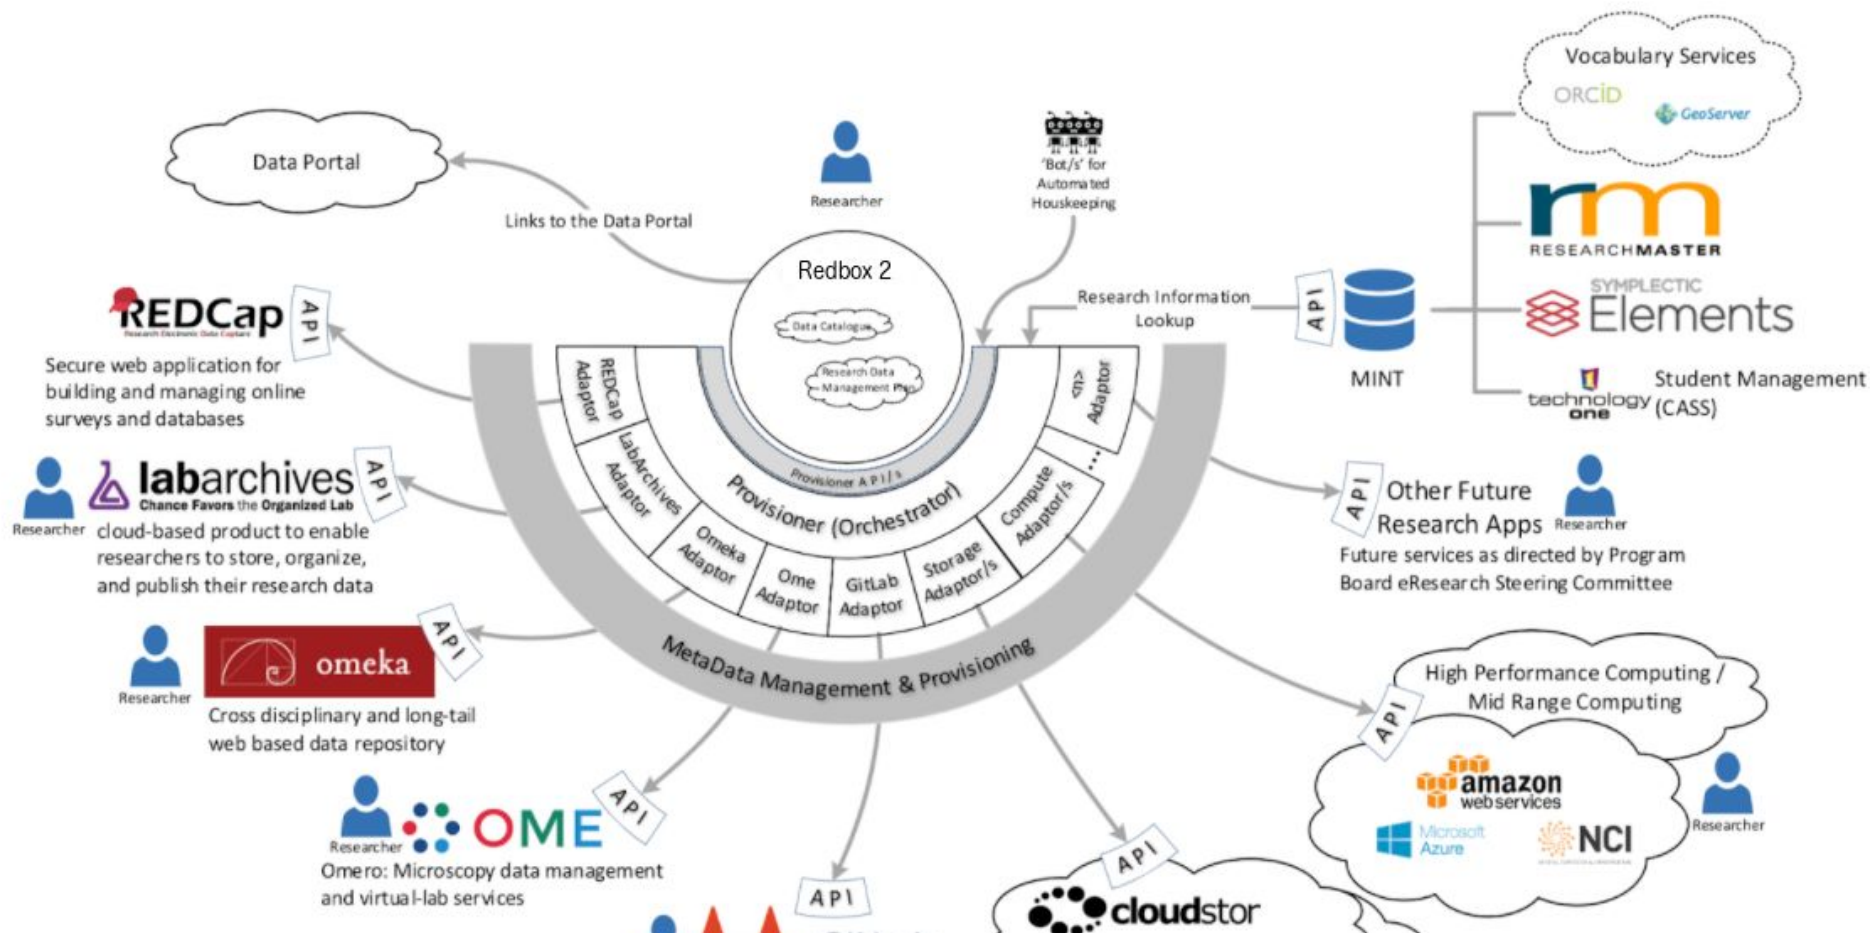 Vocabulary Services
ORCiD
GeoServer
Data Portal
'Bot/s' for
Automated
Houskeeping
Researcher
Links to the Data Portal
rm
RESEARCHMASTER
Redbox 2
Data Catalogue
Research Data
Management Plan
Research Information
Lookup
API
MINT
SYMPLECTIC
Elements
technology
one
Student Management
(CASS)
REDCap
Research Electronic Data Capture
API
Secure web application for
building and managing online
surveys and databases
REDCap
Adaptor
LabArchives
Adaptor
Omeka
Adaptor
Ome
Adaptor
GitLab
Adaptor
Storage
Adaptor/s
Compute
Adaptor/s
...
<n>
Adaptor
Provisioner API/s
Provisioner (Orchestrator)
MetaData Management & Provisioning
Researcher
labarchives
Chance Favors the Organized Lab
API
cloud-based product to enable
researchers to store, organize,
and publish their research data
API
Other Future
Research Apps
Researcher
Future services as directed by Program
Board eResearch Steering Committee
Researcher
omeka
API
Cross disciplinary and long-tail
web based data repository
High Performance Computing /
Mid Range Computing
API
amazon
web services
Microsoft
Azure
NCI
Researcher
Researcher
OME
API
Omero: Microscopy data management
and virtual-lab services
API
API
cloudstor